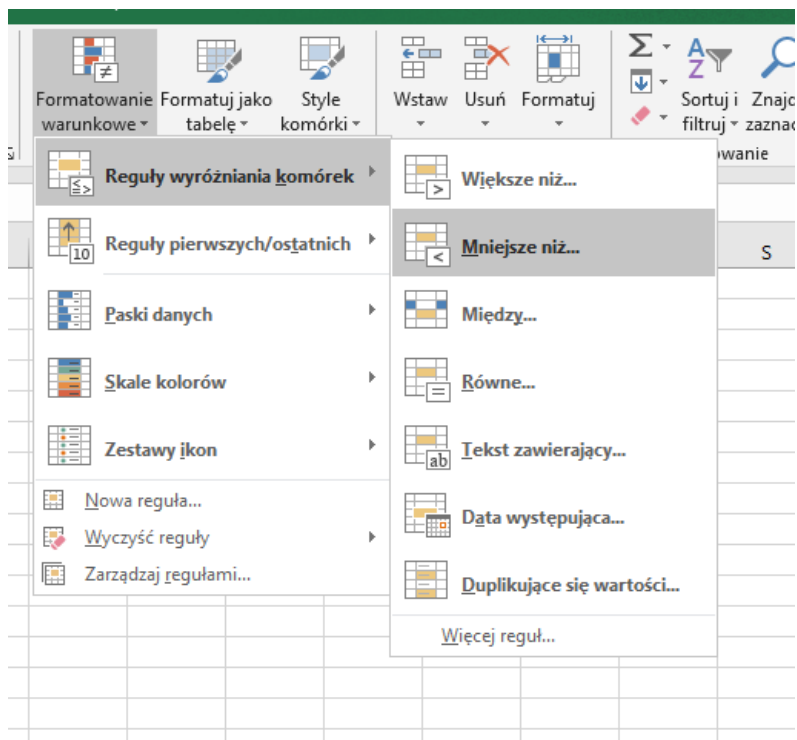 Formatowanie Formatuj jako Style Wstaw Usuń Formatuj Sortuj i
warunkowe tabelę komórki filtruj
Reguły wyróżniania komórek
Reguły pierwszych/ostatnich
10
Paski danych
Skale kolorów
Zestawy ikon
Nowa reguła...
Wyczyść reguły
Zarządzaj regułami...
Większe niż...
Mniejsze niż...
Między...
Równe...
Tekst zawierający...
ab
Data występująca...
Duplikujące się wartości...
Więcej reguł...
S